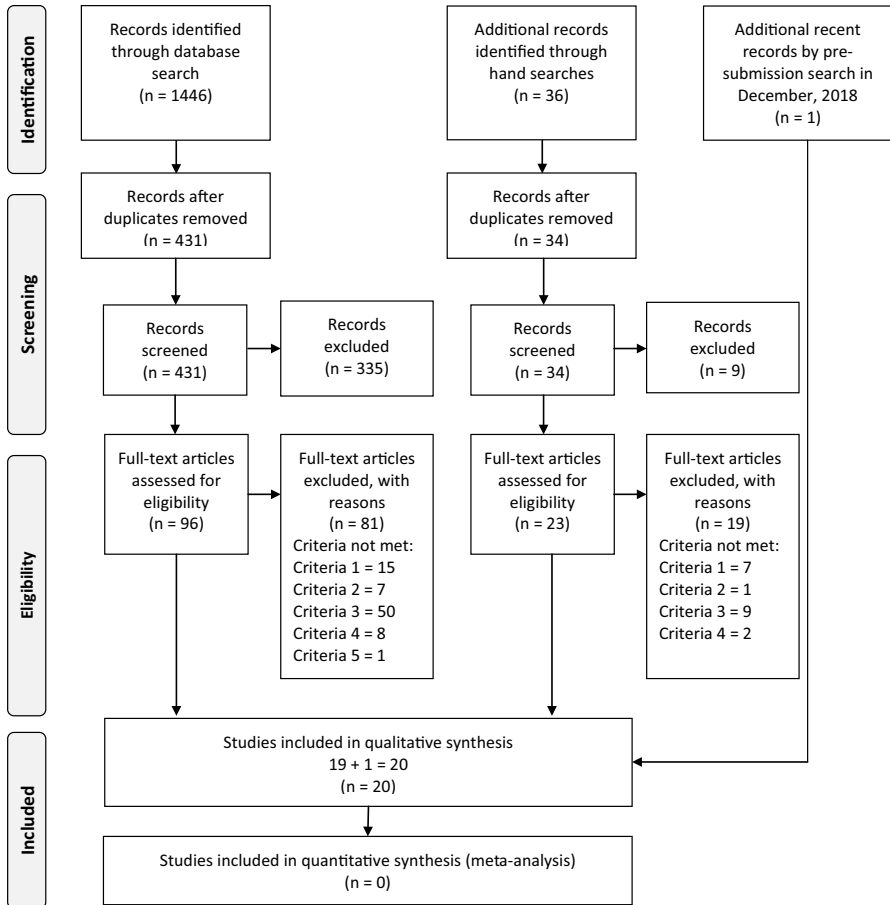 Identification
Records identified
through database
search
(n = 1446)
Additional records
identified through
hand searches
(n = 36)
Additional recent
records by pre-
submission search in
December, 2018
(n = 1)
Screening
Records after
duplicates removed
(n = 431)
Records after
duplicates removed
(n = 34)
Records
screened
(n = 431)
Records
excluded
(n = 335)
Records
screened
(n = 34)
Records
excluded
(n = 9)
Eligibility
Full-text articles
assessed for
eligibility
(n = 96)
Full-text articles
excluded, with
reasons
(n = 81)
Criteria not met:
Criteria 1 = 15
Criteria 2 = 7
Criteria 3 = 50
Criteria 4 = 8
Criteria 5 = 1
Full-text articles
assessed for
eligibility
(n = 23)
Full-text articles
excluded, with
reasons
(n = 19)
Criteria not met:
Criteria 1 = 7
Criteria 2 = 1
Criteria 3 = 9
Criteria 4 = 2
Included
Studies included in qualitative synthesis
19 + 1 = 20
(n = 20)
Studies included in quantitative synthesis (meta-analysis)
(n = 0)